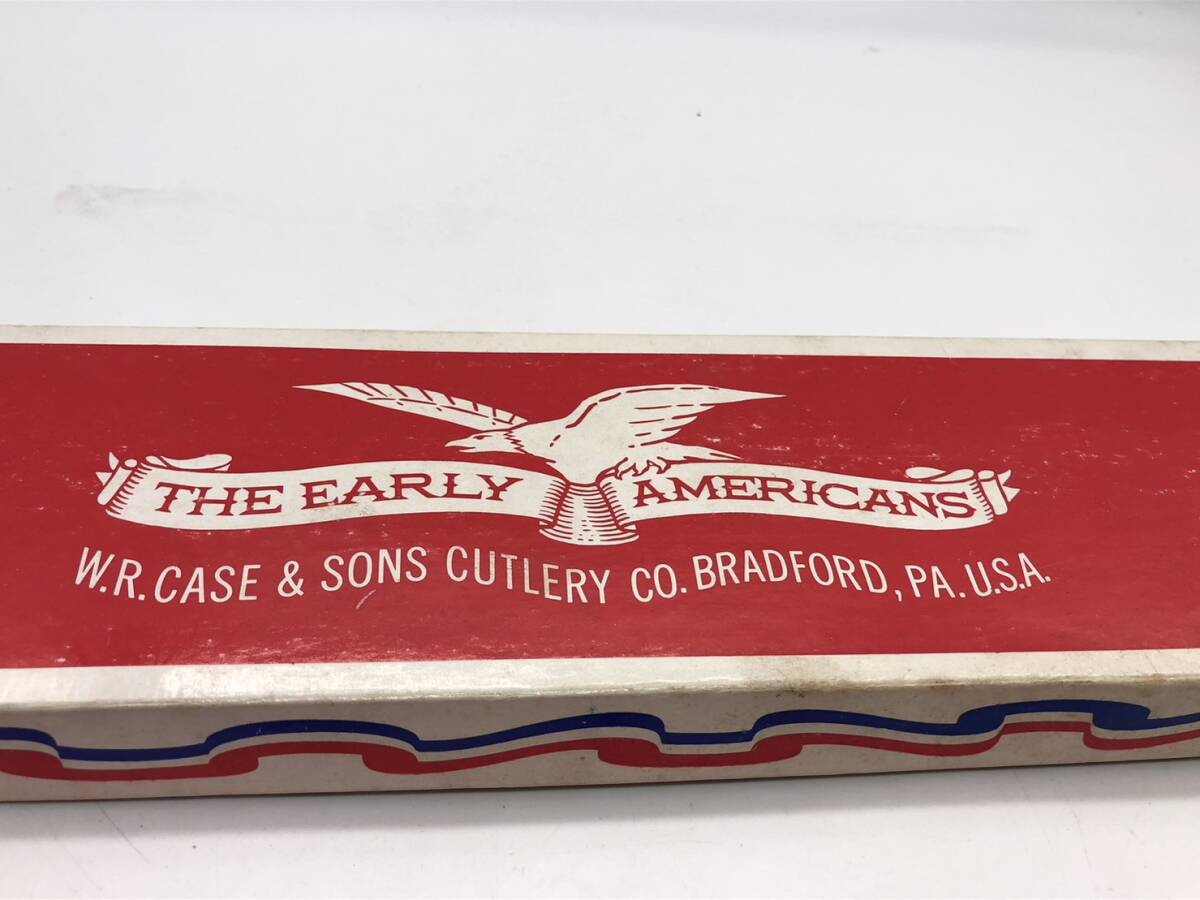 THE EARLY AMERICANS
W.R. CASE & SONS CUTLERY CO. BRADFORD, PA. U.S.A.